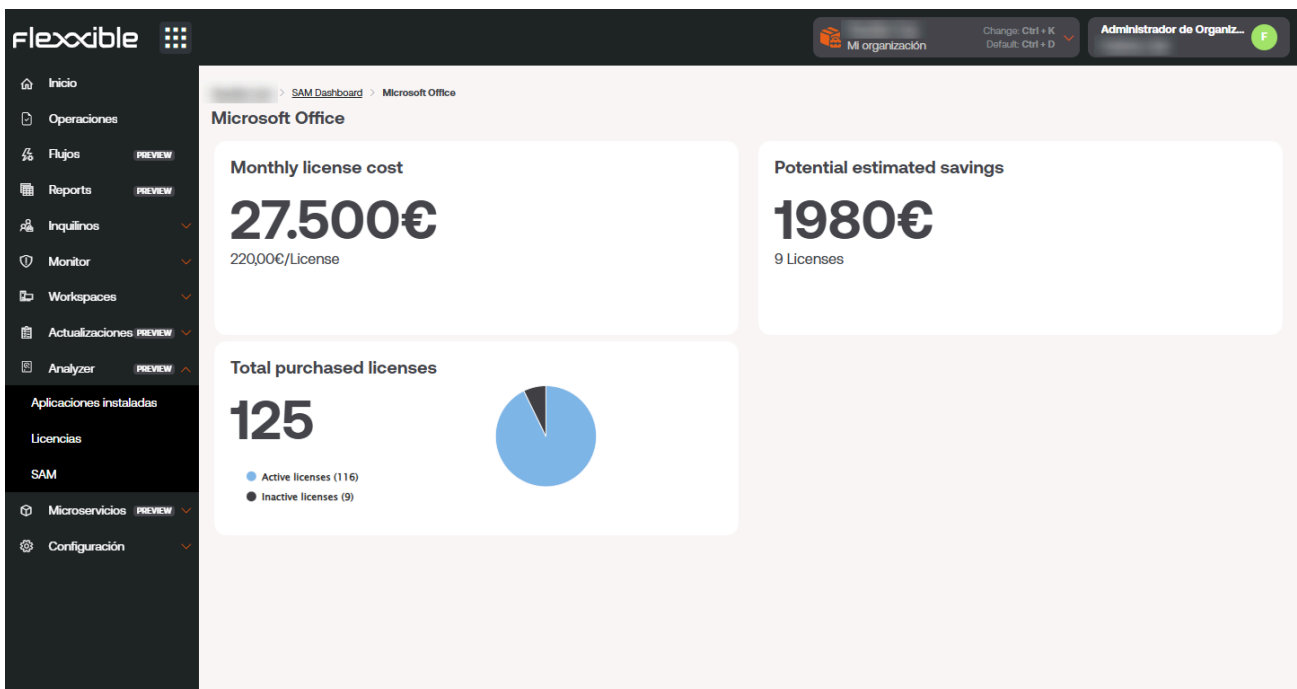 Flexxible
Mi organización
Change: Ctrl + K
Default: Ctrl + D
Administrador de Organiz...
F
Inicio
Operaciones
Flujos PREVIEW
Reports PREVIEW
Inquilinos
Monitor
Workspaces
Actualizaciones PREVIEW
Analyzer PREVIEW
Aplicaciones instaladas
Licencias
SAM
Microservicios PREVIEW
Configuración
> SAM Dashboard > Microsoft Office
Microsoft Office
Monthly license cost
27.500€
220,00€/License
Potential estimated savings
1980€
9 Licenses
Total purchased licenses
125
Active licenses (116)
Inactive licenses (9)